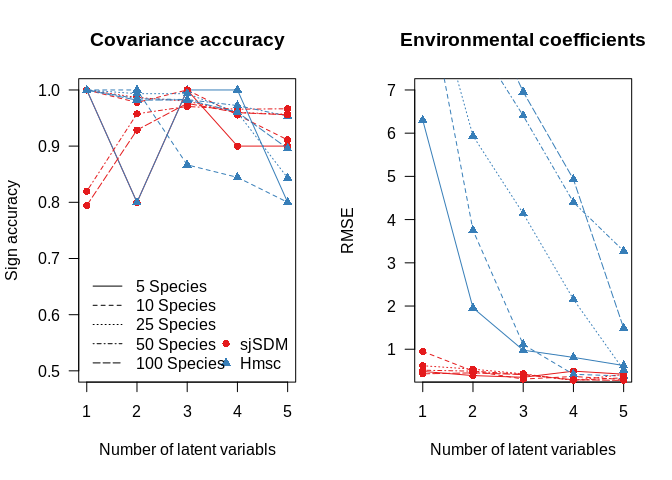 Covariance accuracy
Sign accuracy
1.0
0.9
0.8
0.7
0.6
0.5
5 Species
10 Species
25 Species
50 Species
100 Species
sjSDM
Hmsc
1 2 3 4 5
Number of latent variabls
Environmental coefficients
RMSE
7
6
5
4
3
2
1
1 2 3 4 5
Number of latent variables